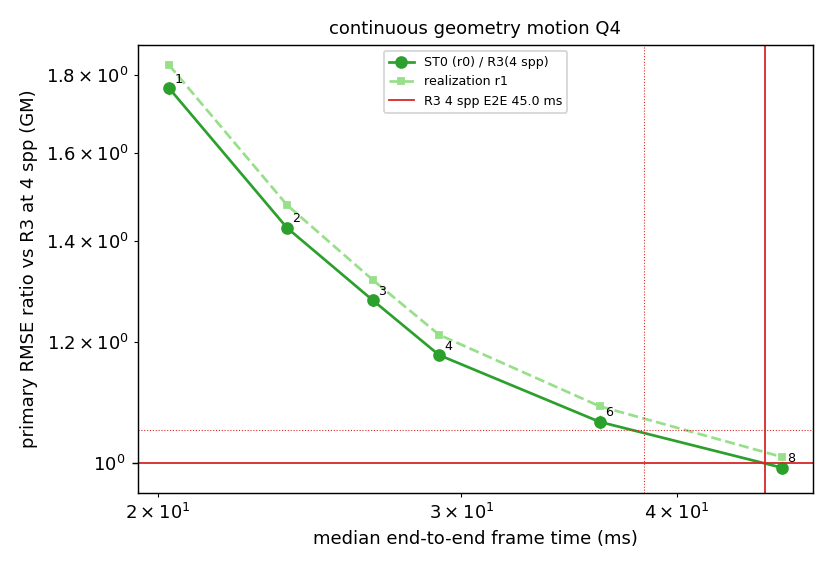 continuous geometry motion Q4
ST0 (r0) / R3(4 spp)
realization r1
R3 4 spp E2E 45.0 ms
primary RMSE ratio vs R3 at 4 spp (GM)
1.8 × 10⁰
1.6 × 10⁰
1.4 × 10⁰
1.2 × 10⁰
10⁰
1
2
3
4
6
8
2 × 10¹
3 × 10¹
4 × 10¹
median end-to-end frame time (ms)